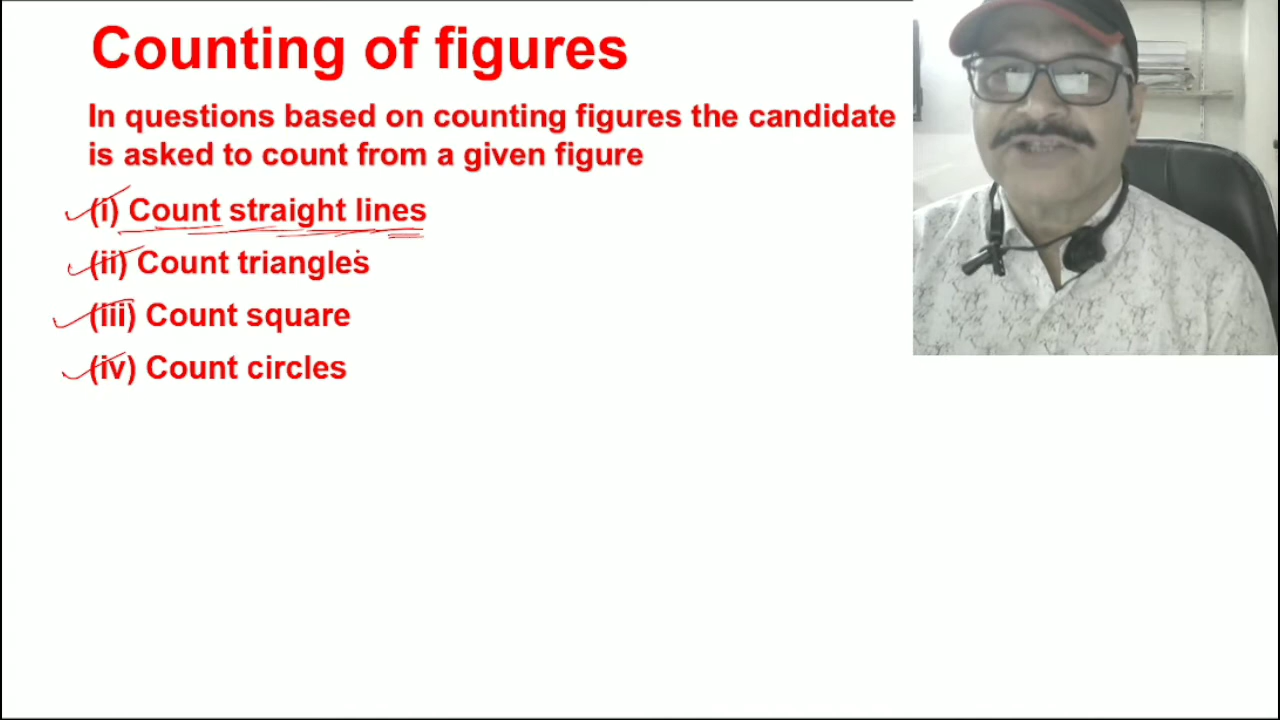 Counting of figures
In questions based on counting figures the candidate
is asked to count from a given figure
(i) Count straight lines
(ii) Count triangles
(iii) Count square
(iv) Count circles